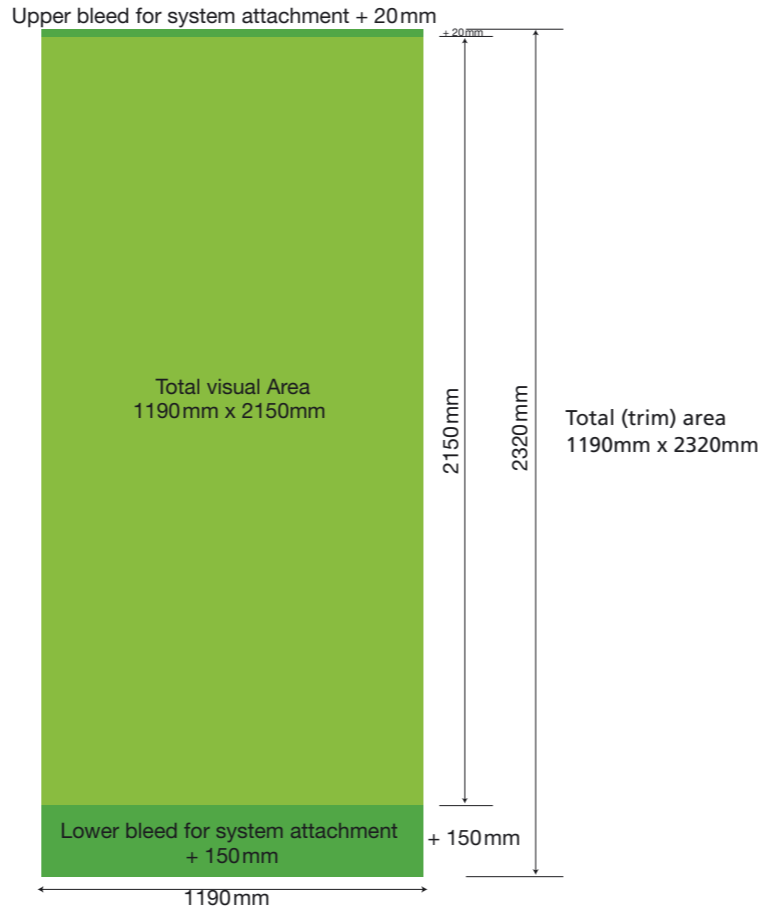 Upper bleed for system attachment + 20mm
+ 20mm
Total visual Area
1190mm x 2150mm
2150mm
2320mm
Total (trim) area
1190mm x 2320mm
Lower bleed for system attachment
+ 150mm
+ 150mm
1190mm